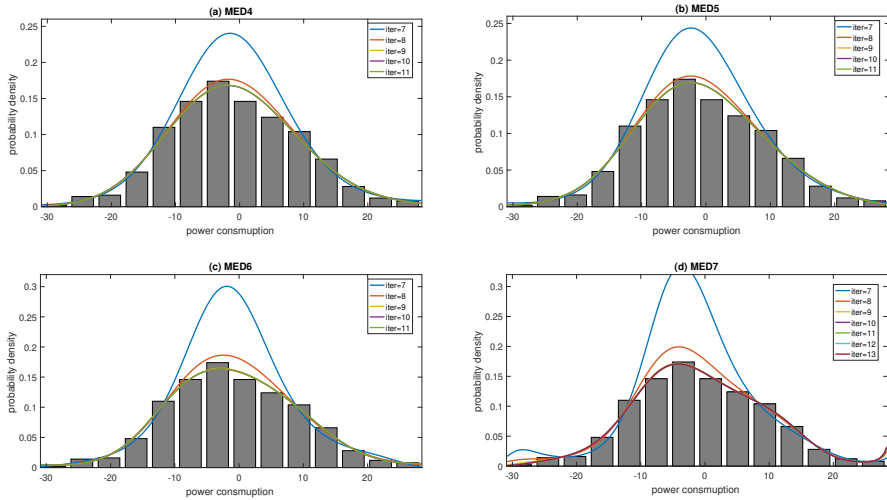 (a) MED4
0.25
0.2
0.15
0.1
0.05
0
probability density
-30 -20 -10 0 10 20
power consmuption
iter=7
iter=8
iter=9
iter=10
iter=11
(b) MED5
0.25
0.2
0.15
0.1
0.05
0
probability density
-30 -20 -10 0 10 20
power consmuption
iter=7
iter=8
iter=9
iter=10
iter=11
(c) MED6
0.3
0.25
0.2
0.15
0.1
0.05
0
probability density
-30 -20 -10 0 10 20
power consmuption
iter=7
iter=8
iter=9
iter=10
iter=11
(d) MED7
0.3
0.25
0.2
0.15
0.1
0.05
0
probability density
-30 -20 -10 0 10 20
power consmuption
iter=7
iter=8
iter=9
iter=10
iter=11
iter=12
iter=13